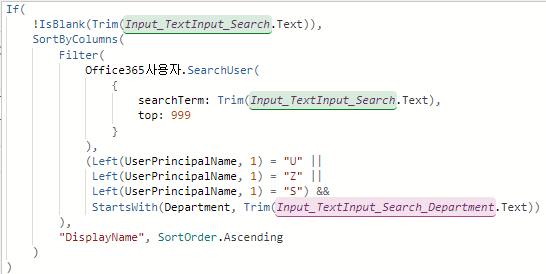 If(
!IsBlank(Trim(Input_TextInput_Search.Text)),
SortByColumns(
Filter(
Office365사용자.SearchUser(
{
searchTerm: Trim(Input_TextInput_Search.Text),
top: 999
}
),
(Left(UserPrincipalName, 1) = "U" ||
Left(UserPrincipalName, 1) = "Z" ||
Left(UserPrincipalName, 1) = "S") &&
StartsWith(Department, Trim(Input_TextInput_Search_Department.Text))
),
"DisplayName", SortOrder.Ascending
)
)